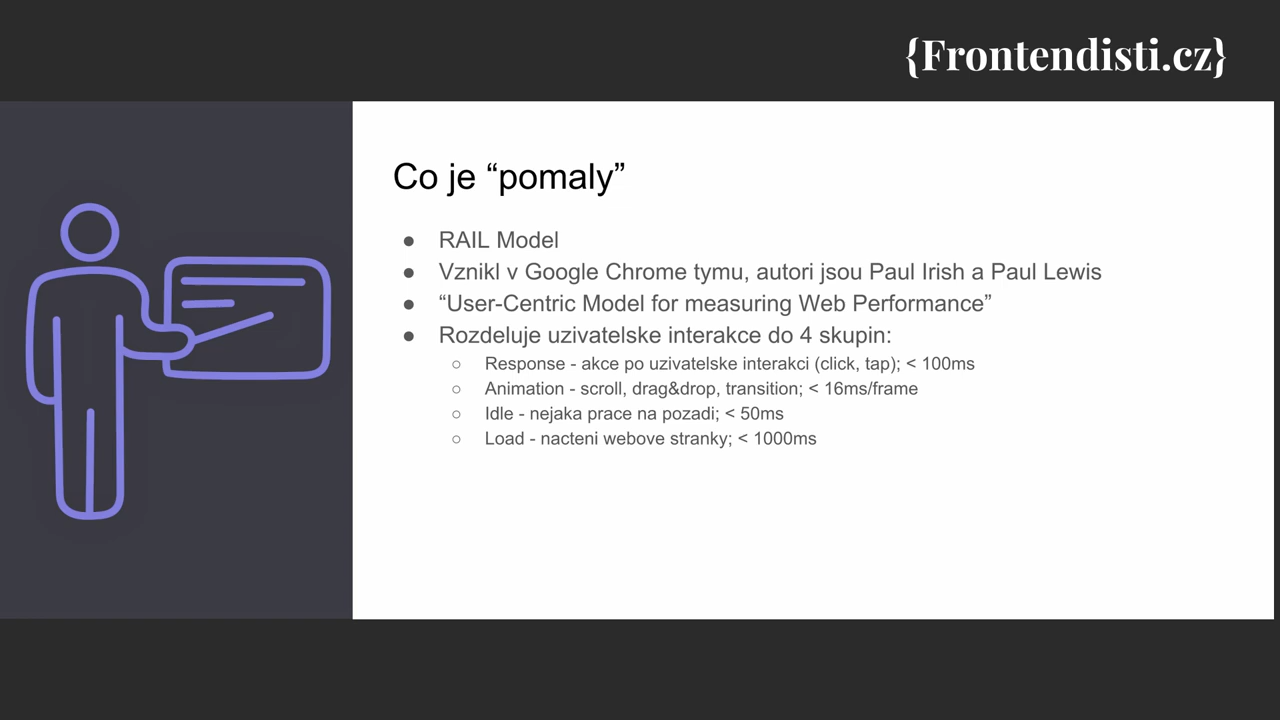 {Frontendisti.cz}
Co je “pomaly”
● RAIL Model
● Vznikl v Google Chrome tymu, autori jsou Paul Irish a Paul Lewis
● “User-Centric Model for measuring Web Performance”
● Rozdeluje uzivatelske interakce do 4 skupin:
○ Response - akce po uzivatelske interakci (click, tap); < 100ms
○ Animation - scroll, drag&drop, transition; < 16ms/frame
○ Idle - nejaka prace na pozadi; < 50ms
○ Load - nacteni webove stranky; < 1000ms